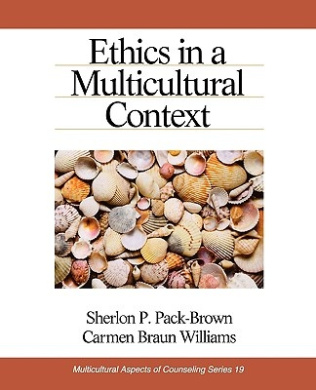 Ethics in a
Multicultural
Context
Sherlon P. Pack-Brown
Carmen Braun Williams
Multicultural Aspects of Counseling Series 19